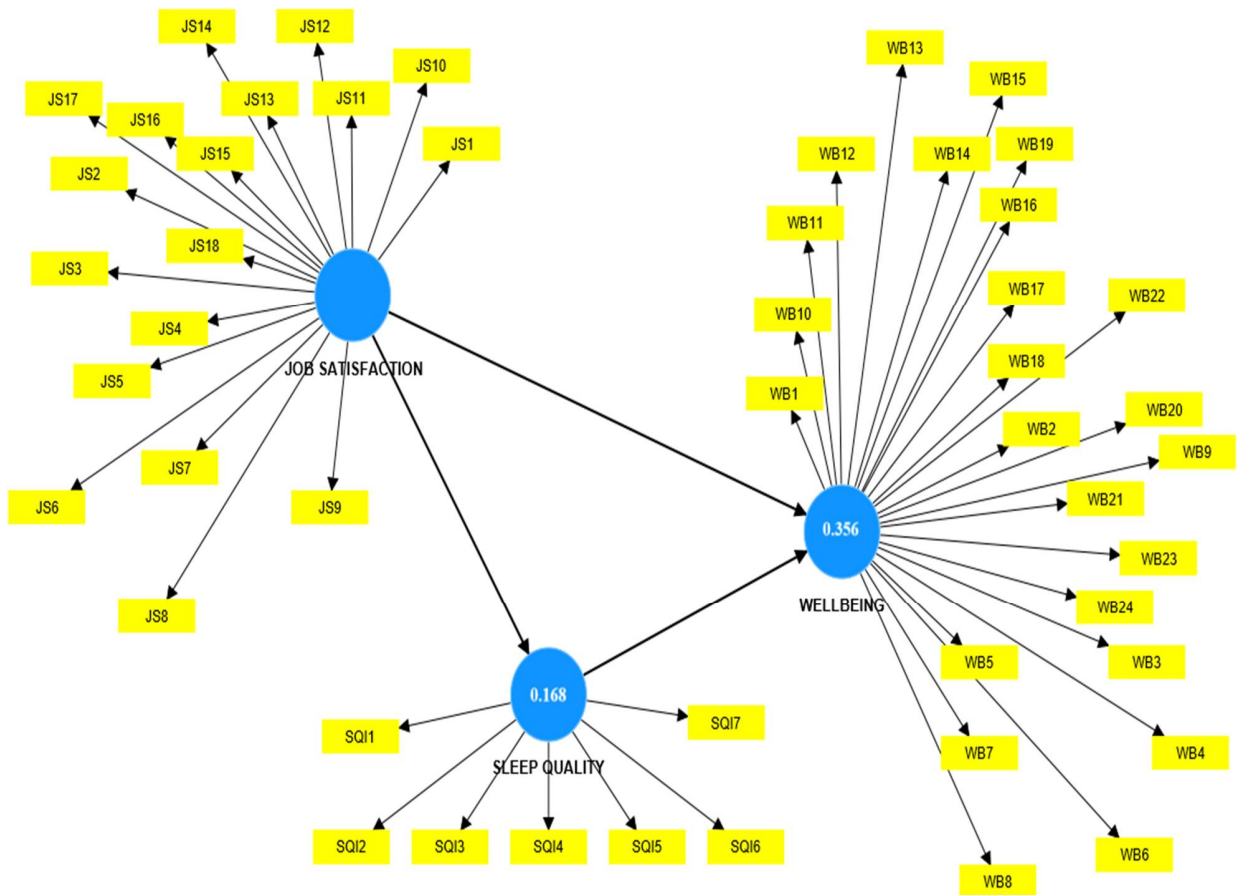 JS14
JS12
JS10
JS17
JS16
JS13
JS11
JS15
JS1
JS2
JS18
JS3
JS4
JS5
JOB SATISFACTION
JS7
JS6
JS9
JS8
WB13
WB15
WB12
WB14
WB19
WB11
WB16
WB10
WB17
WB22
WB1
WB18
WB2
WB20
WB9
WB21
0.356
WB23
WELLBEING
WB24
WB5
WB3
WB7
WB4
WB6
WB8
0.168
SQI1
SQI7
SLEEP QUALITY
SQI2
SQI3
SQI4
SQI5
SQI6